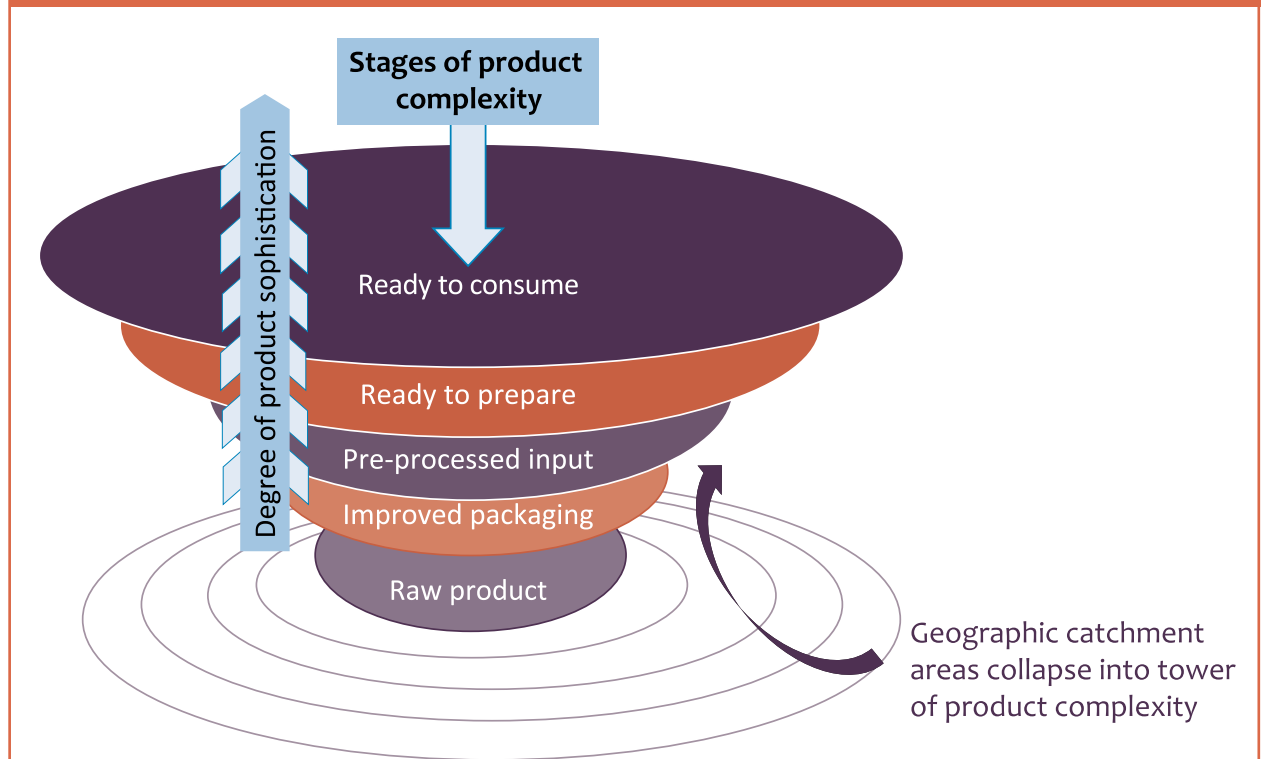 Stages of product
complexity
Degree of product sophistication
Ready to consume
Ready to prepare
Pre-processed input
Improved packaging
Raw product
Geographic catchment
areas collapse into tower
of product complexity